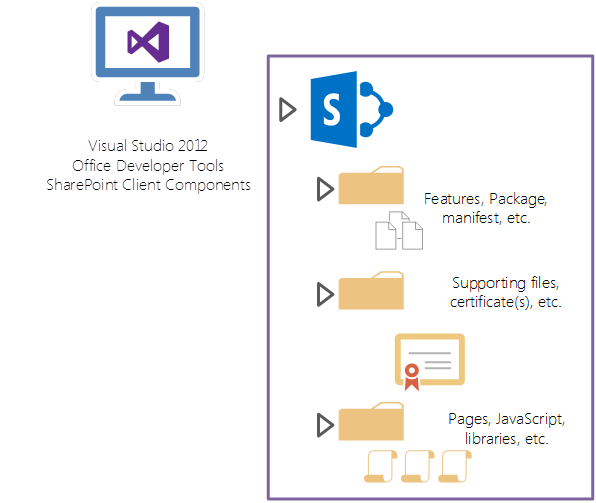 Visual Studio 2012
Office Developer Tools
SharePoint Client Components
S
Features, Package,
manifest, etc.
Supporting files,
certificate(s), etc.
Pages, JavaScript,
libraries, etc.